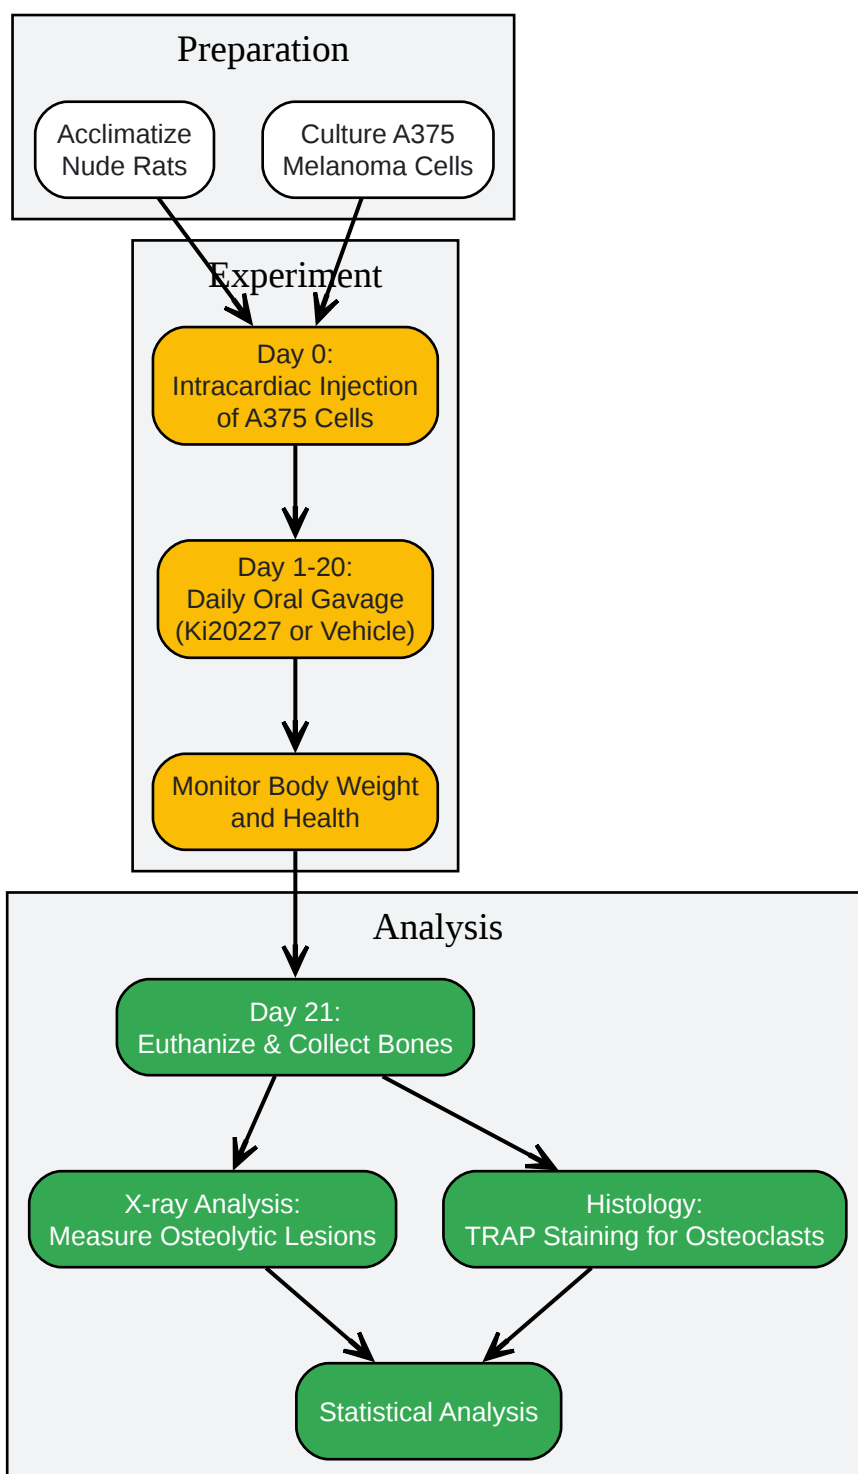 Preparation
Acclimatize
Nude Rats
Culture A375
Melanoma Cells
Experiment
Day 0:
Intracardiac Injection
of A375 Cells
Day 1-20:
Daily Oral Gavage
(Ki20227 or Vehicle)
Monitor Body Weight
and Health
Analysis
Day 21:
Euthanize & Collect Bones
X-ray Analysis:
Measure Osteolytic Lesions
Histology:
TRAP Staining for Osteoclasts
Statistical Analysis